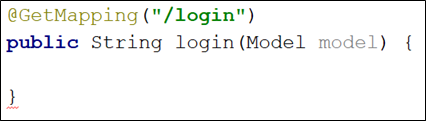 @GetMapping("/login")
public String login(Model model) {
}